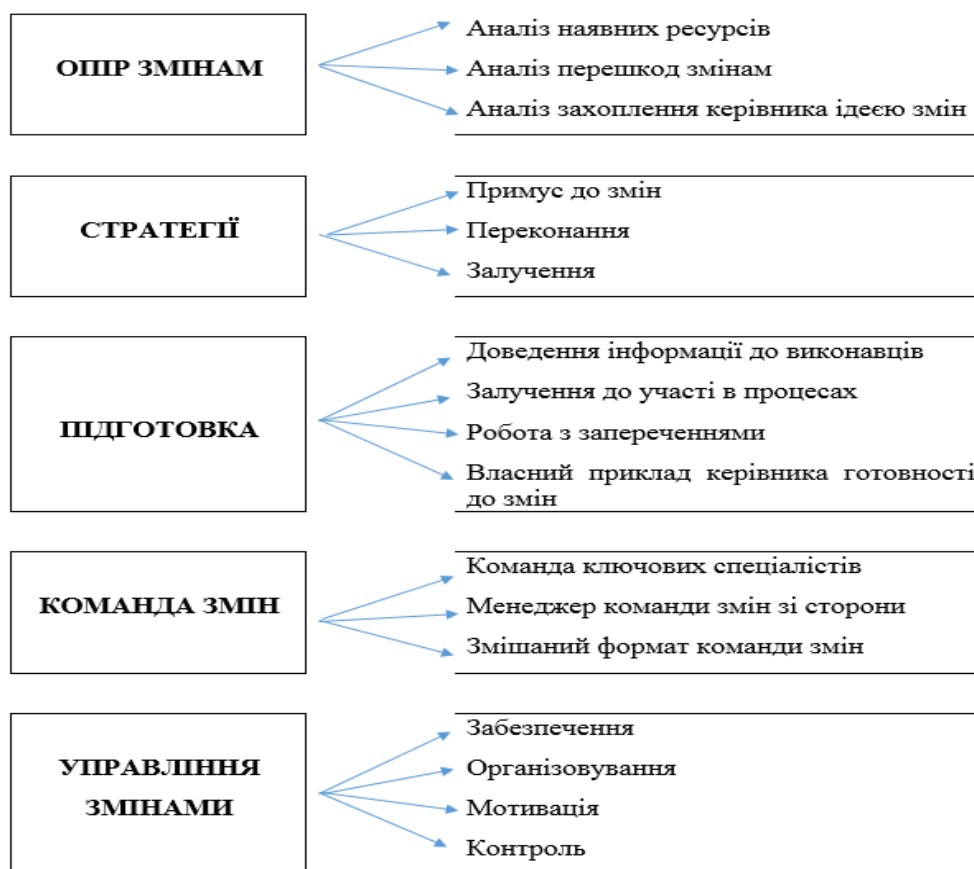 ОПІР ЗМІНАМ
Аналіз наявних ресурсів
Аналіз перешкод змінам
Аналіз захоплення керівника ідеєю змін
СТРАТЕГІЇ
Примус до змін
Переконання
Залучення
ПІДГОТОВКА
Доведення інформації до виконавців
Залучення до участі в процесах
Робота з запереченнями
Власний приклад керівника готовності
до змін
КОМАНДА ЗМІН
Команда ключових спеціалістів
Менеджер команди змін зі сторони
Змішаний формат команди змін
УПРАВЛІННЯ
ЗМІНАМИ
Забезпечення
Організовування
Мотивація
Контроль